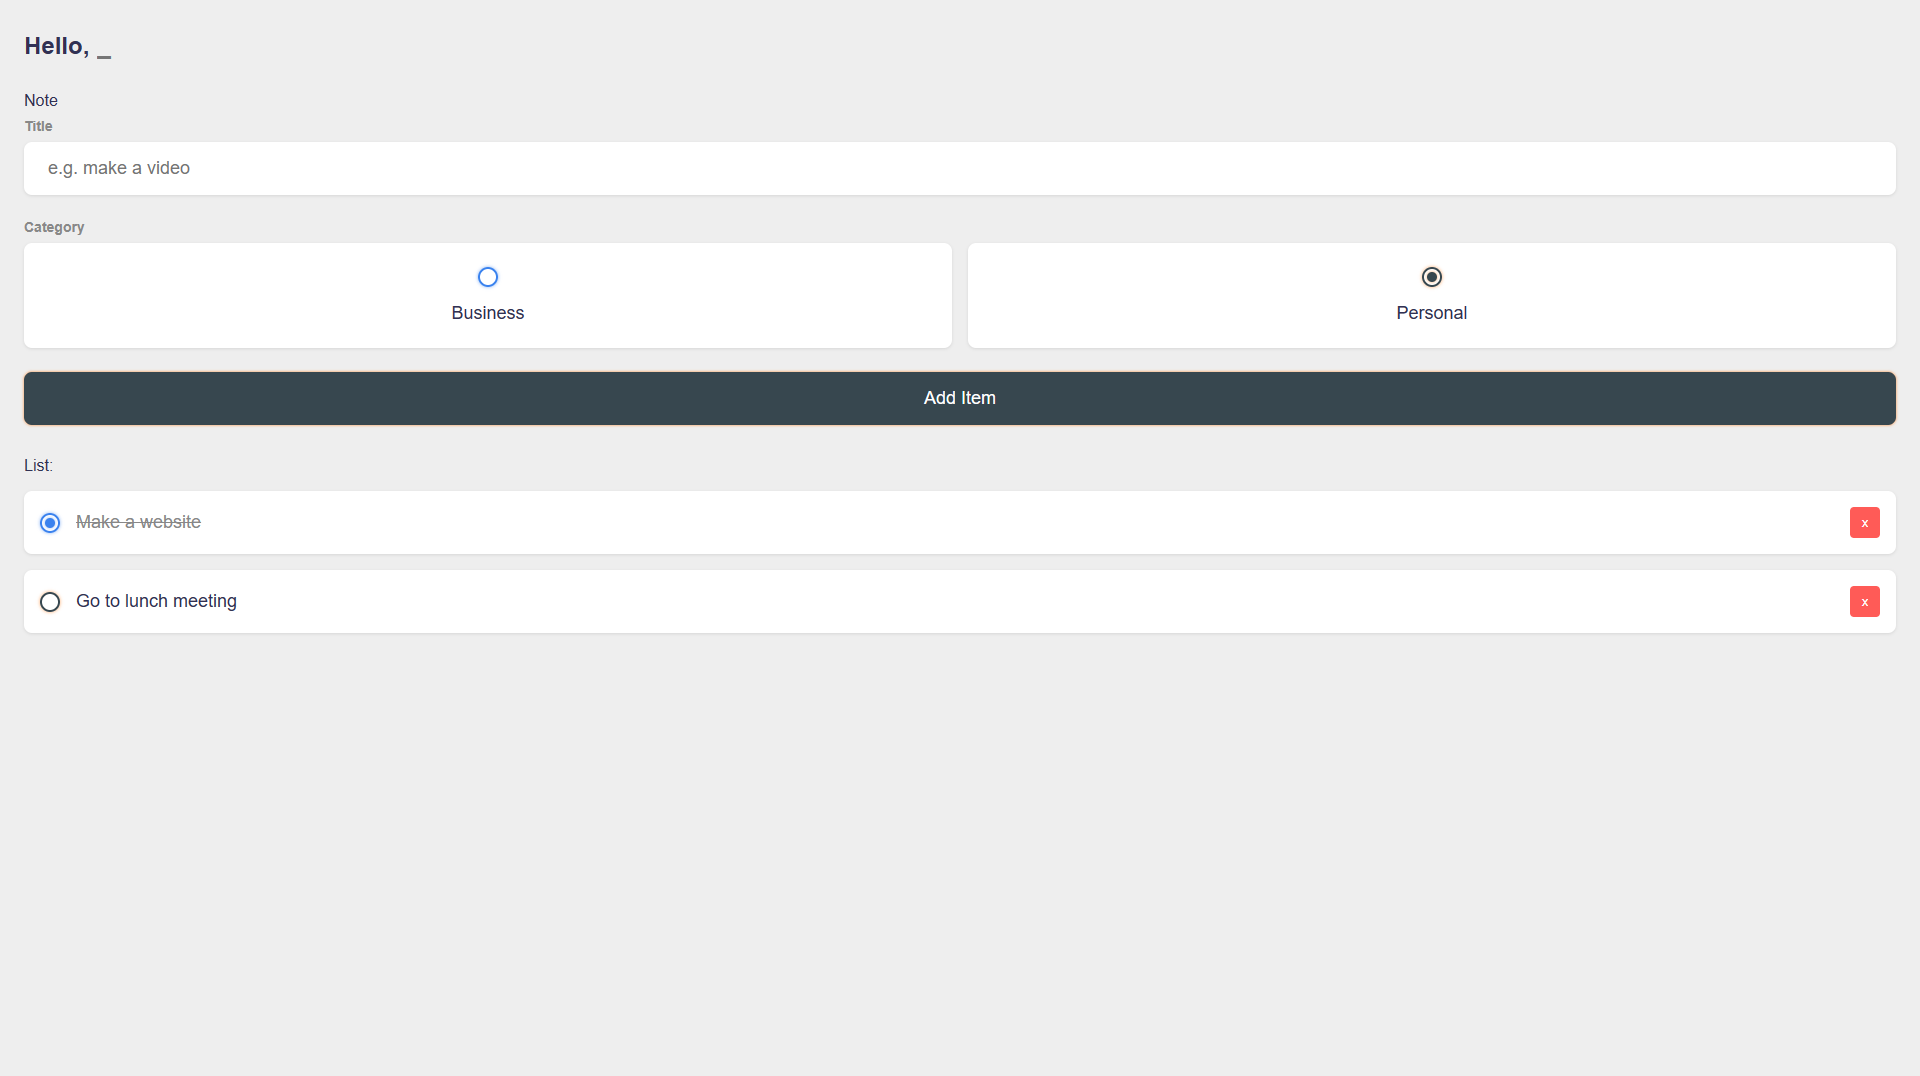 Hello, _
Note
Title
e.g. make a video
Category
Business
Personal
Add Item
List:
Make a website
x
Go to lunch meeting
x